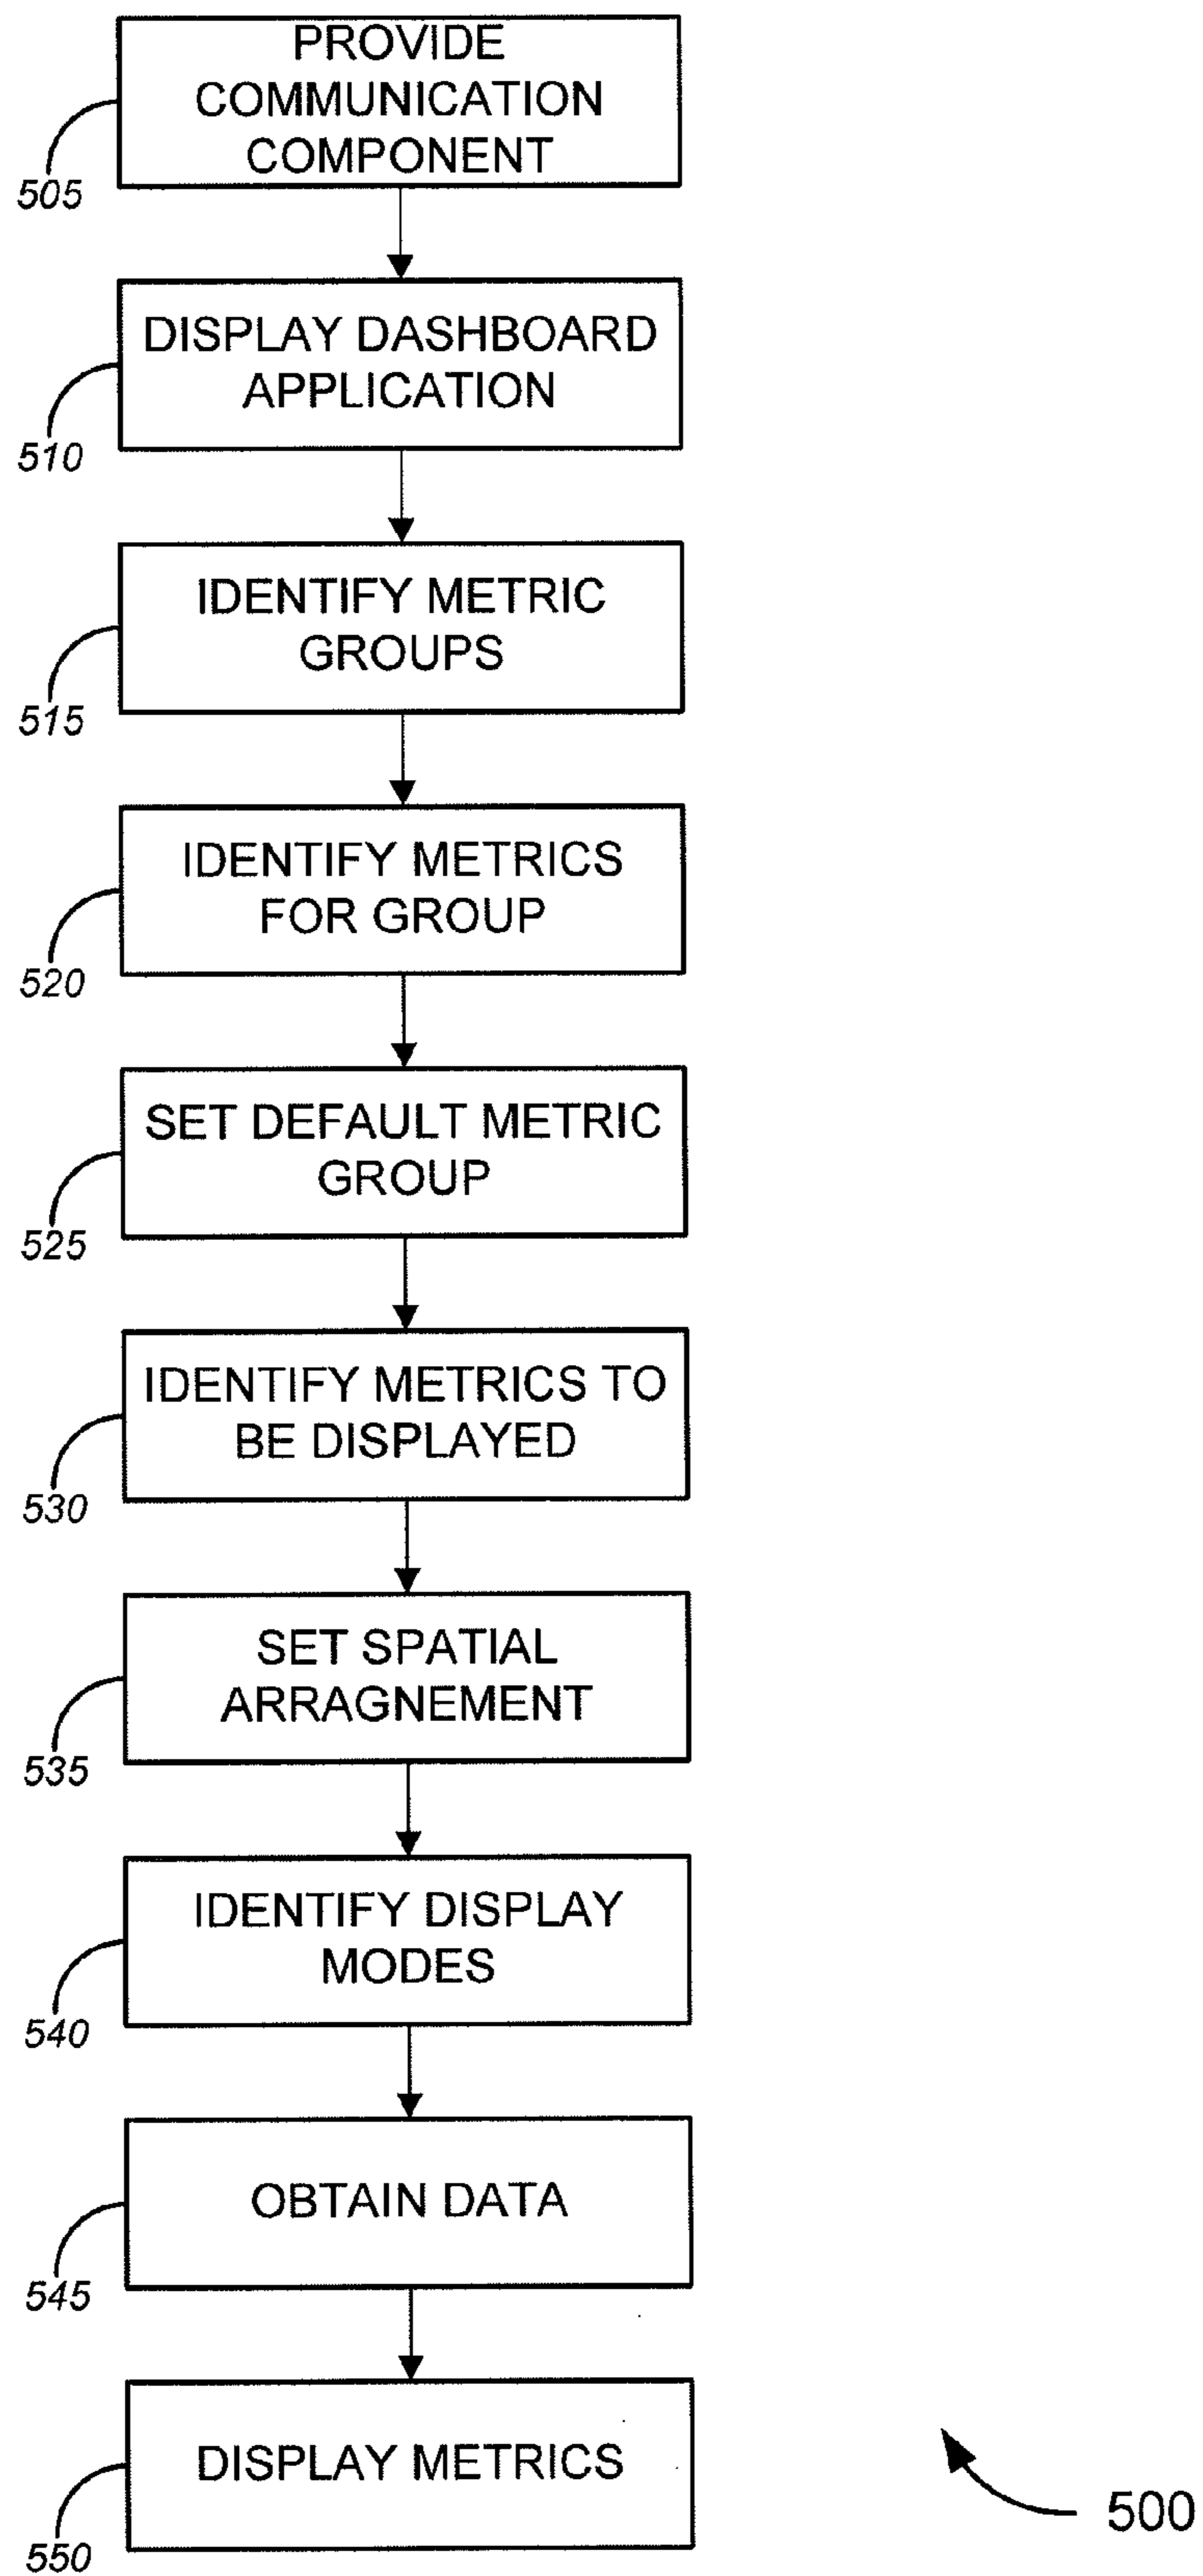 PROVIDE
COMMUNICATION
COMPONENT
505
DISPLAY DASHBOARD
APPLICATION
510
IDENTIFY METRIC
GROUPS
515
IDENTIFY METRICS
FOR GROUP
520
SET DEFAULT METRIC
GROUP
525
IDENTIFY METRICS TO
BE DISPLAYED
530
SET SPATIAL
ARRAGNEMENT
535
IDENTIFY DISPLAY
MODES
540
OBTAIN DATA
545
DISPLAY METRICS
550
500